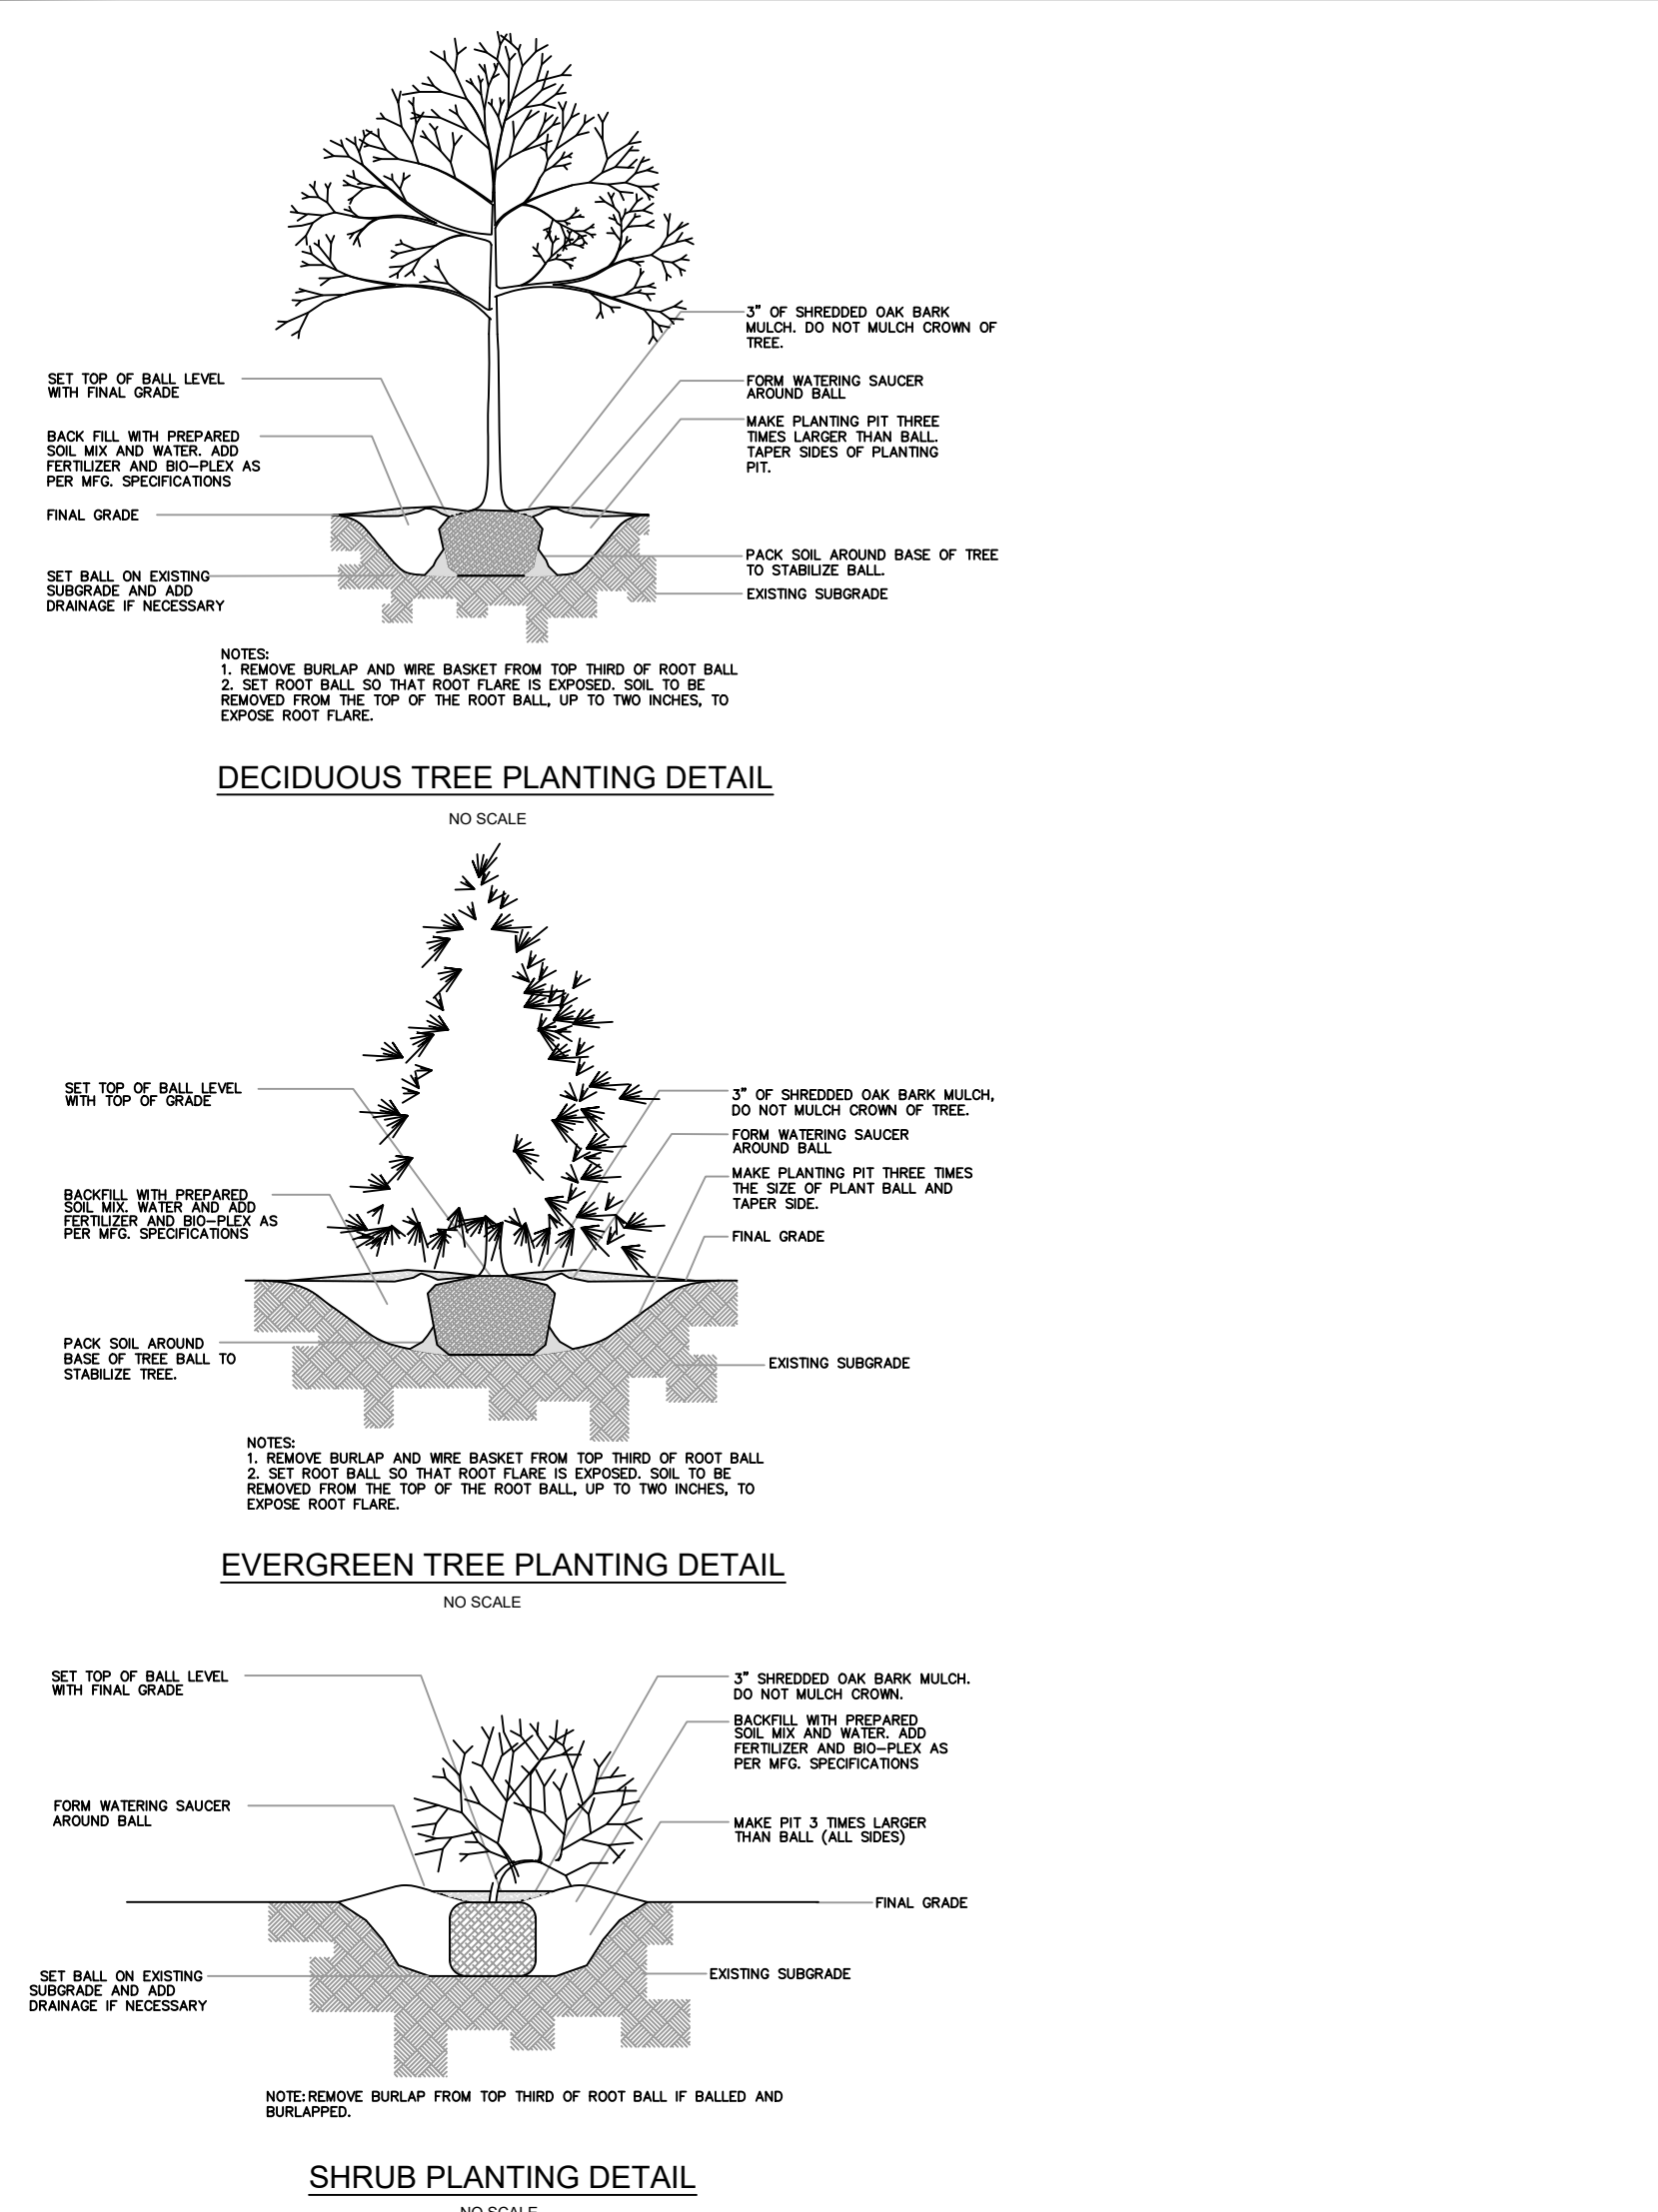 3" OF SHREDDED OAK BARK
MULCH. DO NOT MULCH CROWN OF
TREE.
SET TOP OF BALL LEVEL
WITH FINAL GRADE
FORM WATERING SAUCER
AROUND BALL
BACK FILL WITH PREPARED
SOIL MIX AND WATER. ADD
FERTILIZER AND BIO-PLEX AS
PER MFG. SPECIFICATIONS
MAKE PLANTING PIT THREE
TIMES LARGER THAN BALL.
TAPER SIDES OF PLANTING
PIT.
FINAL GRADE
PACK SOIL AROUND BASE OF TREE
TO STABILIZE BALL.
SET BALL ON EXISTING
SUBGRADE AND ADD
DRAINAGE IF NECESSARY
EXISTING SUBGRADE
NOTES:
1. REMOVE BURLAP AND WIRE BASKET FROM TOP THIRD OF ROOT BALL
2. SET ROOT BALL SO THAT ROOT FLARE IS EXPOSED. SOIL TO BE
REMOVED FROM THE TOP OF THE ROOT BALL, UP TO TWO INCHES, TO
EXPOSE ROOT FLARE.
DECIDUOUS TREE PLANTING DETAIL
NO SCALE
SET TOP OF BALL LEVEL
WITH TOP OF GRADE
3" OF SHREDDED OAK BARK MULCH,
DO NOT MULCH CROWN OF TREE.
FORM WATERING SAUCER
AROUND BALL
MAKE PLANTING PIT THREE TIMES
THE SIZE OF PLANT BALL AND
TAPER SIDE.
BACKFILL WITH PREPARED
SOIL MIX. WATER AND ADD
FERTILIZER AND BIO-PLEX AS
PER MFG. SPECIFICATIONS
FINAL GRADE
PACK SOIL AROUND
BASE OF TREE BALL TO
STABILIZE TREE.
EXISTING SUBGRADE
NOTES:
1. REMOVE BURLAP AND WIRE BASKET FROM TOP THIRD OF ROOT BALL
2. SET ROOT BALL SO THAT ROOT FLARE IS EXPOSED. SOIL TO BE
REMOVED FROM THE TOP OF THE ROOT BALL, UP TO TWO INCHES, TO
EXPOSE ROOT FLARE.
EVERGREEN TREE PLANTING DETAIL
NO SCALE
SET TOP OF BALL LEVEL
WITH FINAL GRADE
3" SHREDDED OAK BARK MULCH.
DO NOT MULCH CROWN.
BACKFILL WITH PREPARED
SOIL MIX AND WATER. ADD
FERTILIZER AND BIO-PLEX AS
PER MFG. SPECIFICATIONS
FORM WATERING SAUCER
AROUND BALL
MAKE PIT 3 TIMES LARGER
THAN BALL (ALL SIDES)
FINAL GRADE
SET BALL ON EXISTING
SUBGRADE AND ADD
DRAINAGE IF NECESSARY
EXISTING SUBGRADE
NOTE: REMOVE BURLAP FROM TOP THIRD OF ROOT BALL IF BALLED AND
BURLAPPED.
SHRUB PLANTING DETAIL
NO SCALE